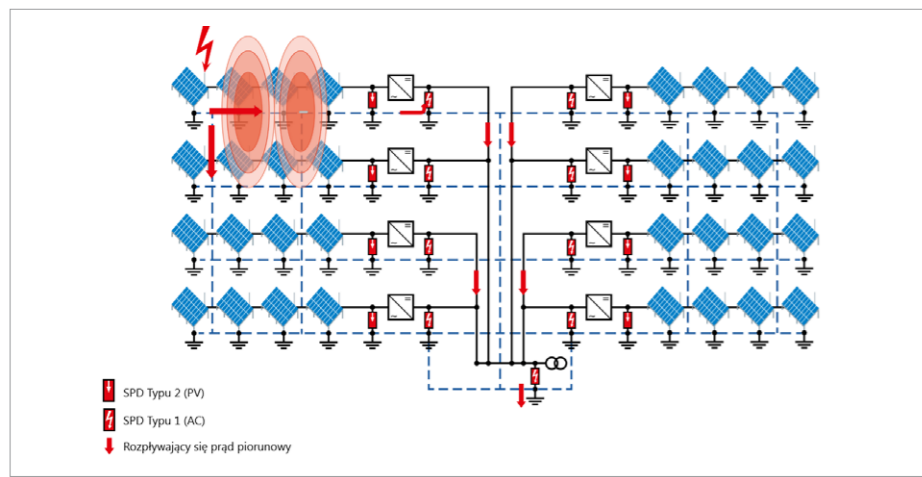 SPD Typu 2 (PV)
SPD Typu 1 (AC)
Rozpływający się prąd piorunowy